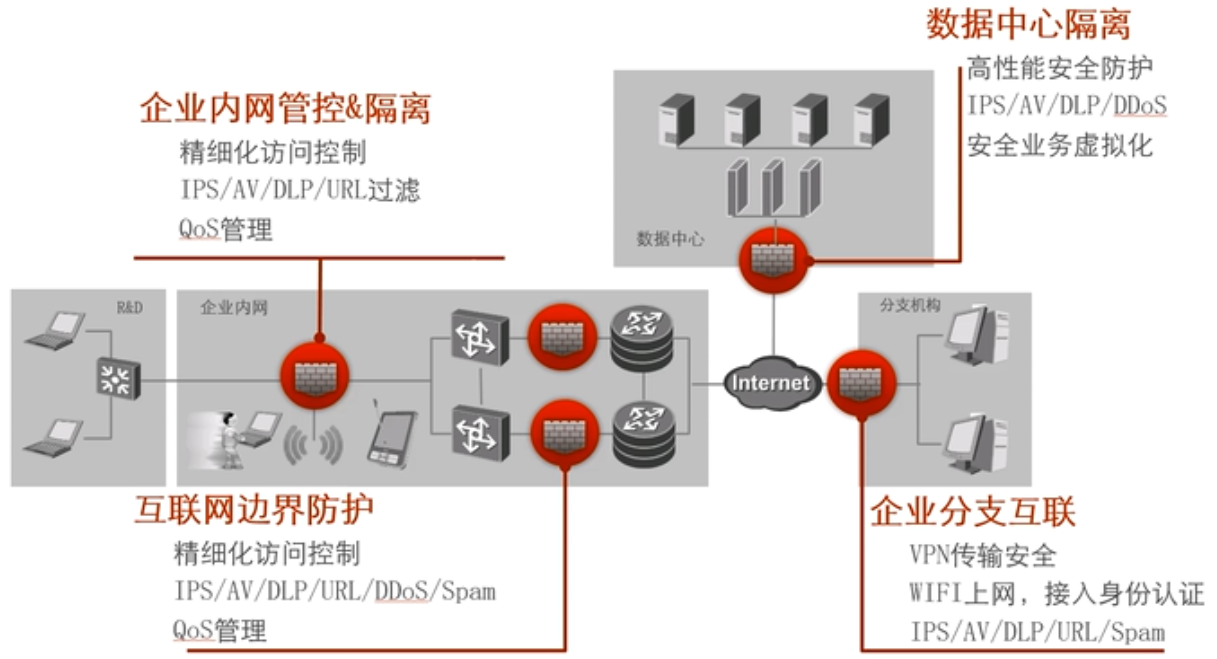 数据中心隔离
高性能安全防护
IPS/AV/DLP/DDoS
安全业务虚拟化
企业内网管控&隔离
精细化访问控制
IPS/AV/DLP/URL过滤
QoS管理
数据中心
R&D
企业内网
分支机构
Internet
互联网边界防护
精细化访问控制
IPS/AV/DLP/URL/DDoS/Spam
QoS管理
企业分支互联
VPN传输安全
WIFI上网，接入身份认证
IPS/AV/DLP/URL/Spam